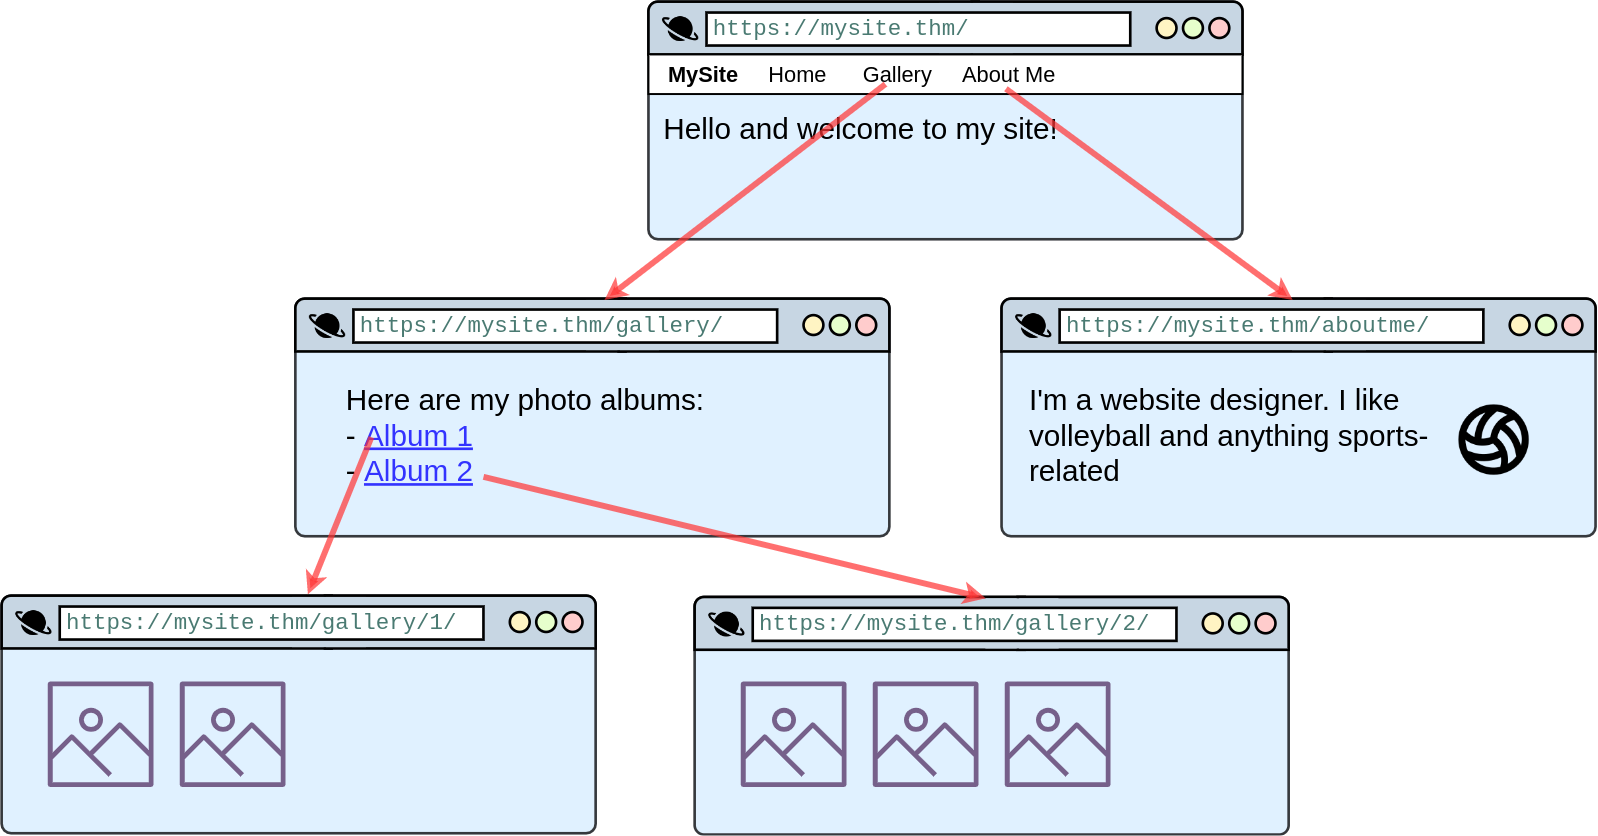 https://mysite.thm/
MySite Home Gallery About Me
Hello and welcome to my site!
https://mysite.thm/gallery/
Here are my photo albums:
- Album 1
- Album 2
https://mysite.thm/aboutme/
I'm a website designer. I like
volleyball and anything sports-
related
https://mysite.thm/gallery/1/
https://mysite.thm/gallery/2/